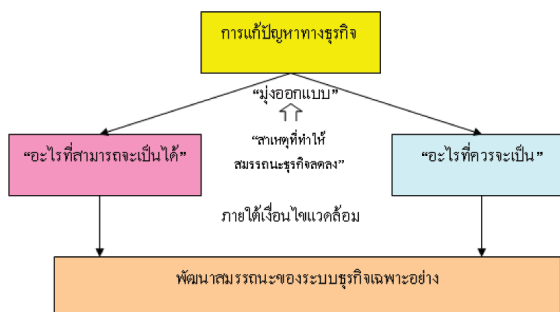 การแก้ปัญหาทางธุรกิจ
“มุ่งออกแบบ”
“สาเหตุที่ทำให้
สมรรถนะธุรกิจลดลง”
“อะไรที่สามารถจะเป็นได้”
“อะไรที่ควรจะเป็น”
ภายใต้เงื่อนไขแวดล้อม
พัฒนาสมรรถนะของระบบธุรกิจเฉพาะอย่าง